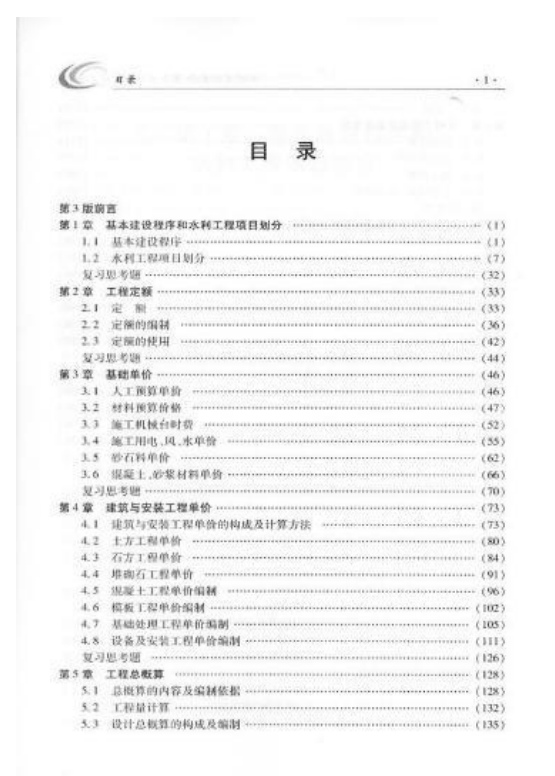 目录 ·1·
目 录
第3版前言
第1章 基本建设程序和水利工程项目划分 …… (1)
1.1 基本建设程序 …… (1)
1.2 水利工程项目划分 …… (7)
复习思考题 …… (32)
第2章 工程定额 …… (33)
2.1 定 额 …… (33)
2.2 定额的编制 …… (36)
2.3 定额的使用 …… (42)
复习思考题 …… (44)
第3章 基础单价 …… (46)
3.1 人工预算单价 …… (46)
3.2 材料预算价格 …… (47)
3.3 施工机械台时费 …… (52)
3.4 施工用电、风、水单价 …… (55)
3.5 砂石料单价 …… (62)
3.6 混凝土、砂浆材料单价 …… (66)
复习思考题 …… (70)
第4章 建筑与安装工程单价 …… (73)
4.1 建筑与安装工程单价的构成及计算方法 …… (73)
4.2 土方工程单价 …… (80)
4.3 石方工程单价 …… (84)
4.4 堆砌石工程单价 …… (91)
4.5 混凝土工程单价编制 …… (96)
4.6 模板工程单价编制 …… (102)
4.7 基础处理工程单价编制 …… (105)
4.8 设备及安装工程单价编制 …… (111)
复习思考题 …… (126)
第5章 工程总概算 …… (128)
5.1 总概算的内容及编制依据 …… (128)
5.2 工程量计算 …… (132)
5.3 设计总概算的构成及编制 …… (135)